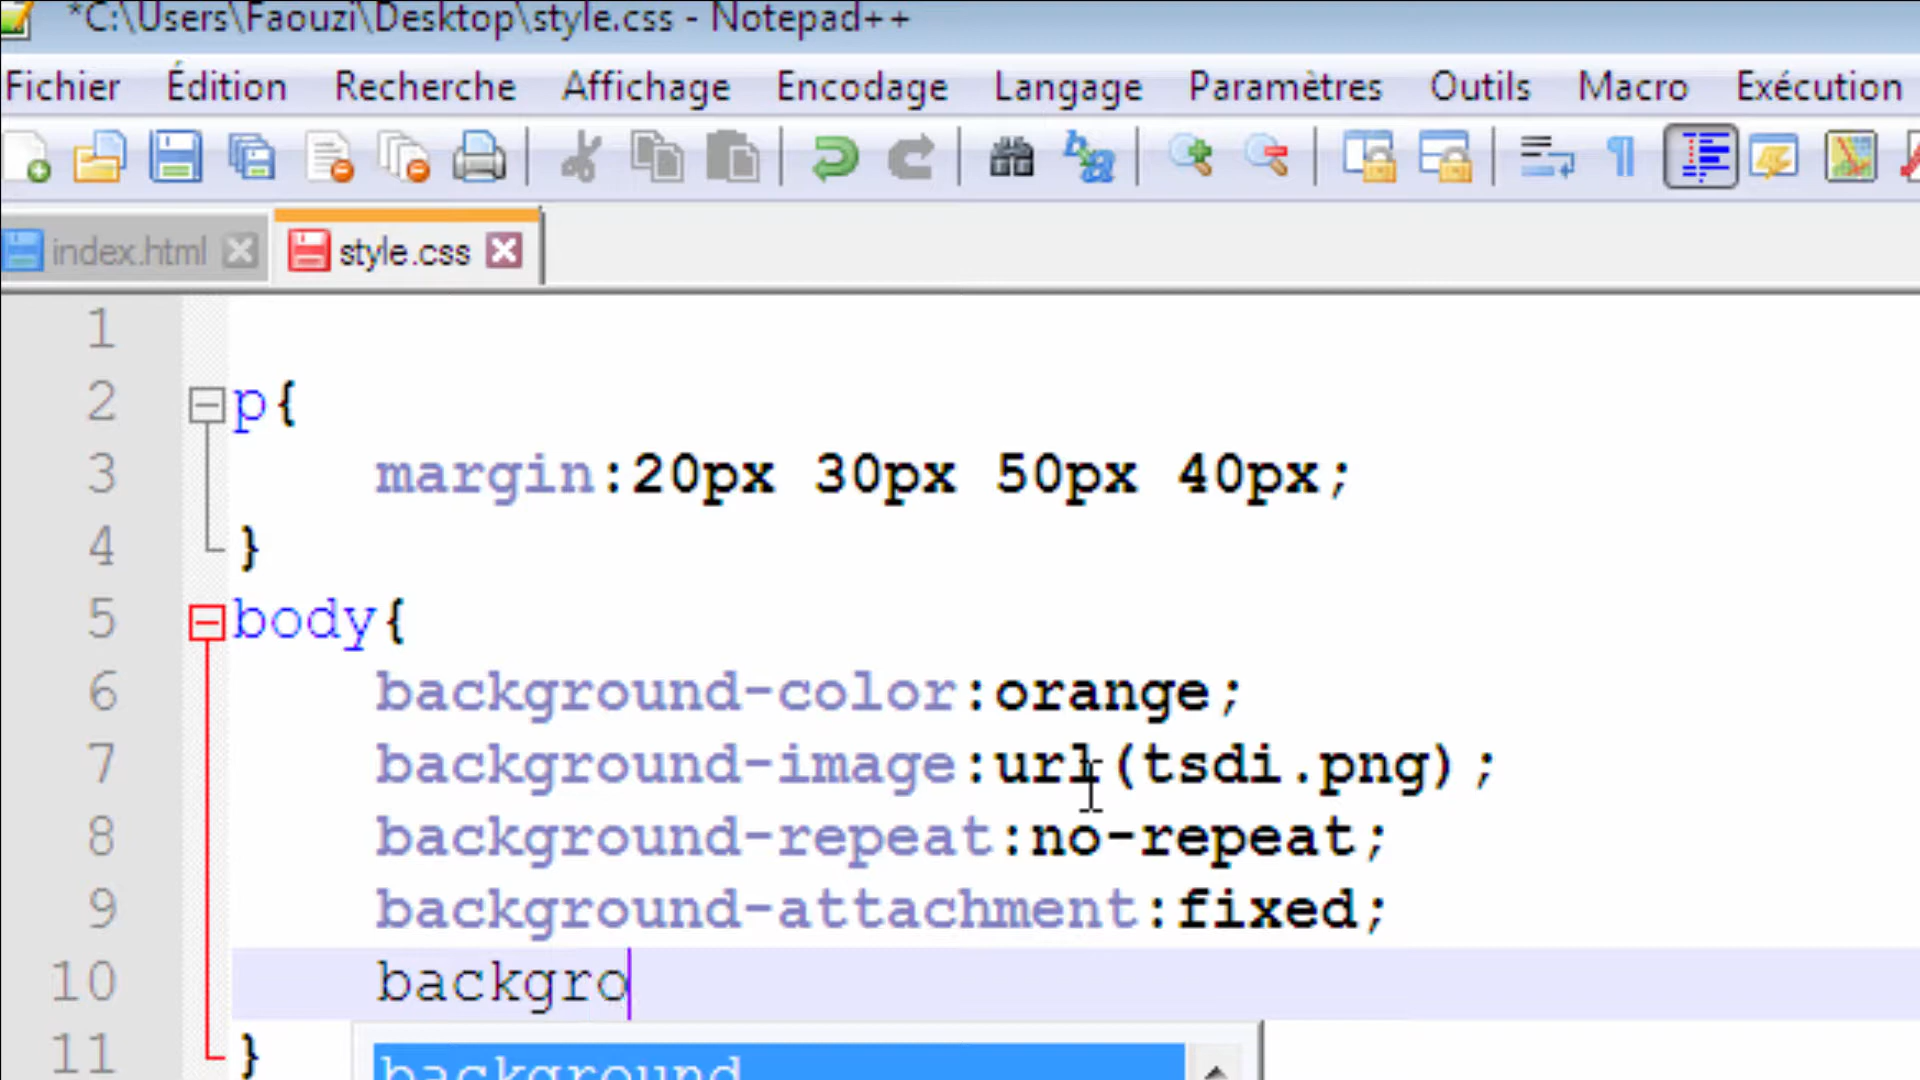 *C:\Users\Faouzi\Desktop\style.css - Notepad++
Fichier Édition Recherche Affichage Encodage Langage Paramètres Outils Macro Exécution
index.html style.css
1
2 p{
3 margin:20px 30px 50px 40px;
4 }
5 body{
6 background-color:orange;
7 background-image:url(tsdi.png);
8 background-repeat:no-repeat;
9 background-attachment:fixed;
10 backgro
11 }
background